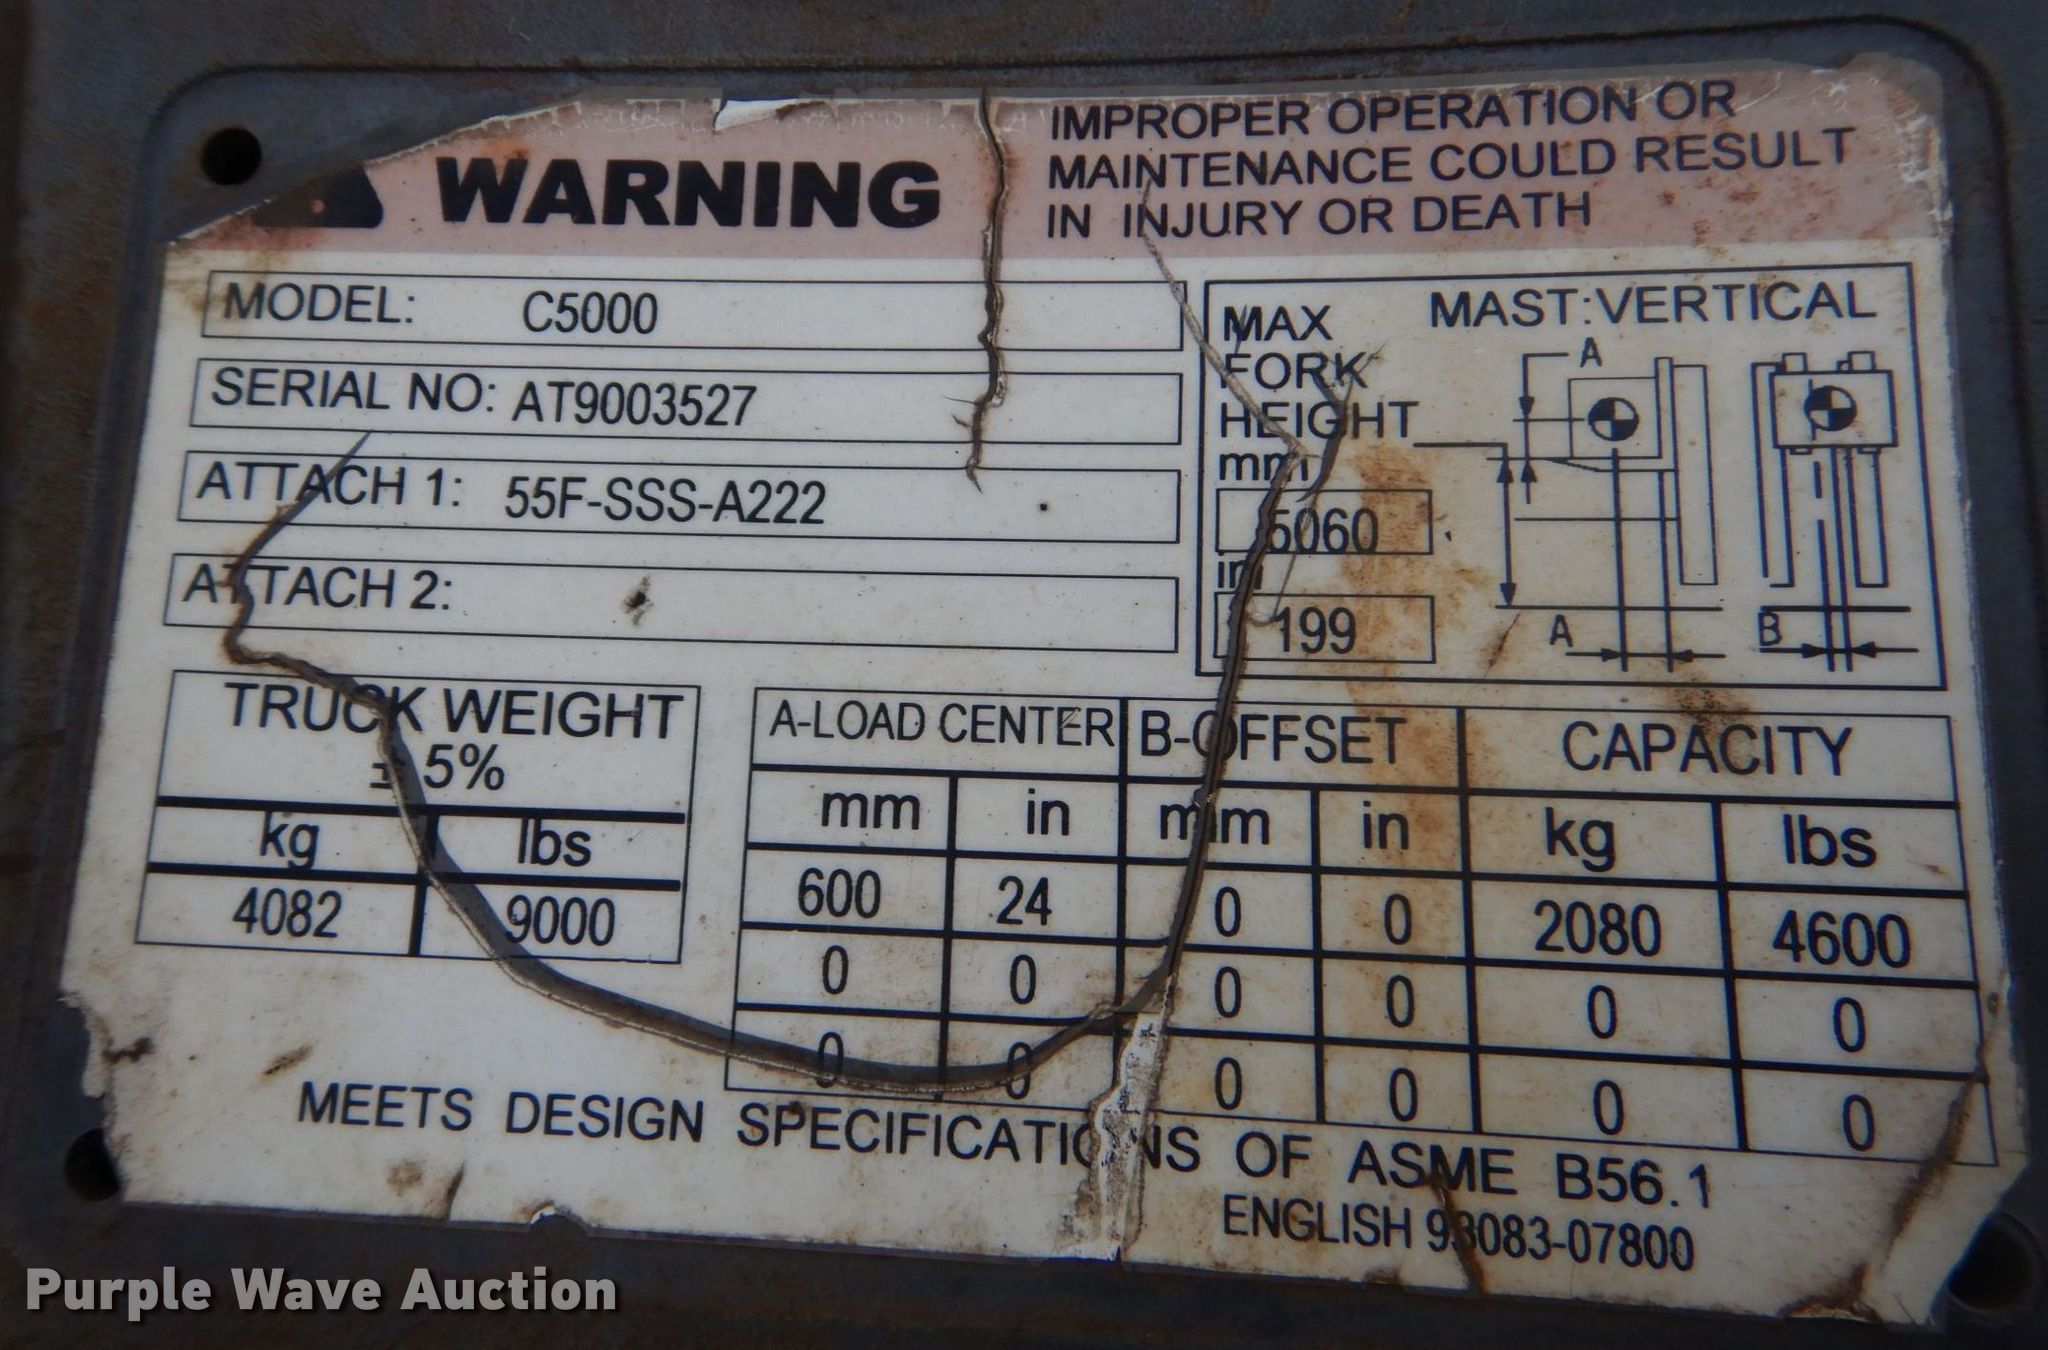 WARNING
IMPROPER OPERATION OR
MAINTENANCE COULD RESULT
IN INJURY OR DEATH
MODEL: C5000
SERIAL NO: AT9003527
ATTACH 1: 55F-SSS-A222
ATTACH 2:
MAX
FORK
HEIGHT
mm
5060
in
199
MAST:VERTICAL
A
A
B
TRUCK WEIGHT
± 5%
kg lbs
4082 9000
A-LOAD CENTER B-OFFSET CAPACITY
mm in mm in kg lbs
600 24 0 0 2080 4600
0 0 0 0 0 0
0 0 0 0 0 0
MEETS DESIGN SPECIFICATIONS OF ASME B56.1
ENGLISH 93083-07800
Purple Wave Auction